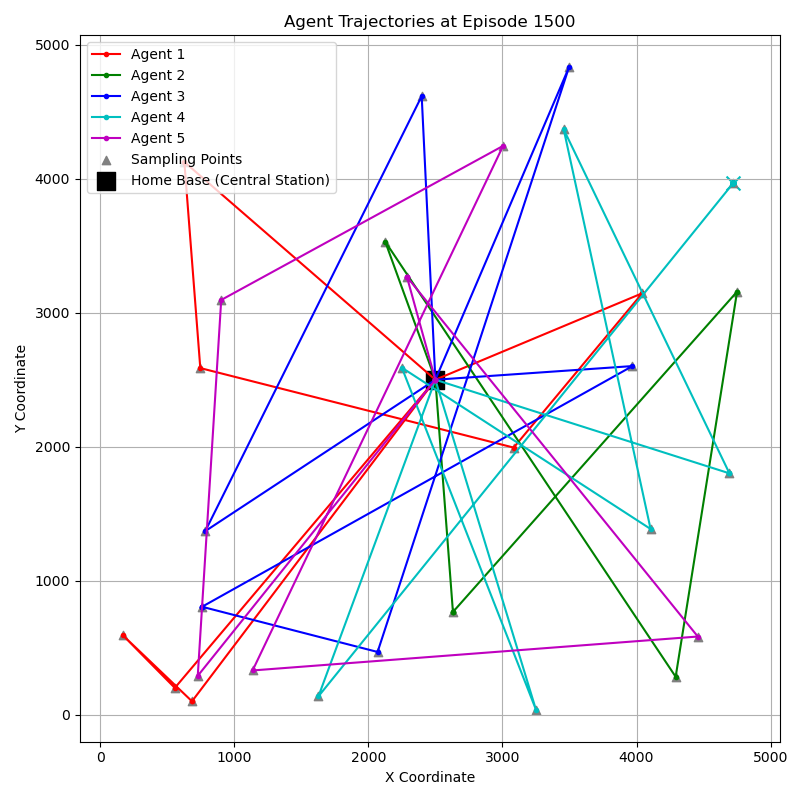 Agent Trajectories at Episode 1500
Agent 1
Agent 2
Agent 3
Agent 4
Agent 5
Sampling Points
Home Base (Central Station)
Y Coordinate
5000
4000
3000
2000
1000
0
0 1000 2000 3000 4000 5000
X Coordinate